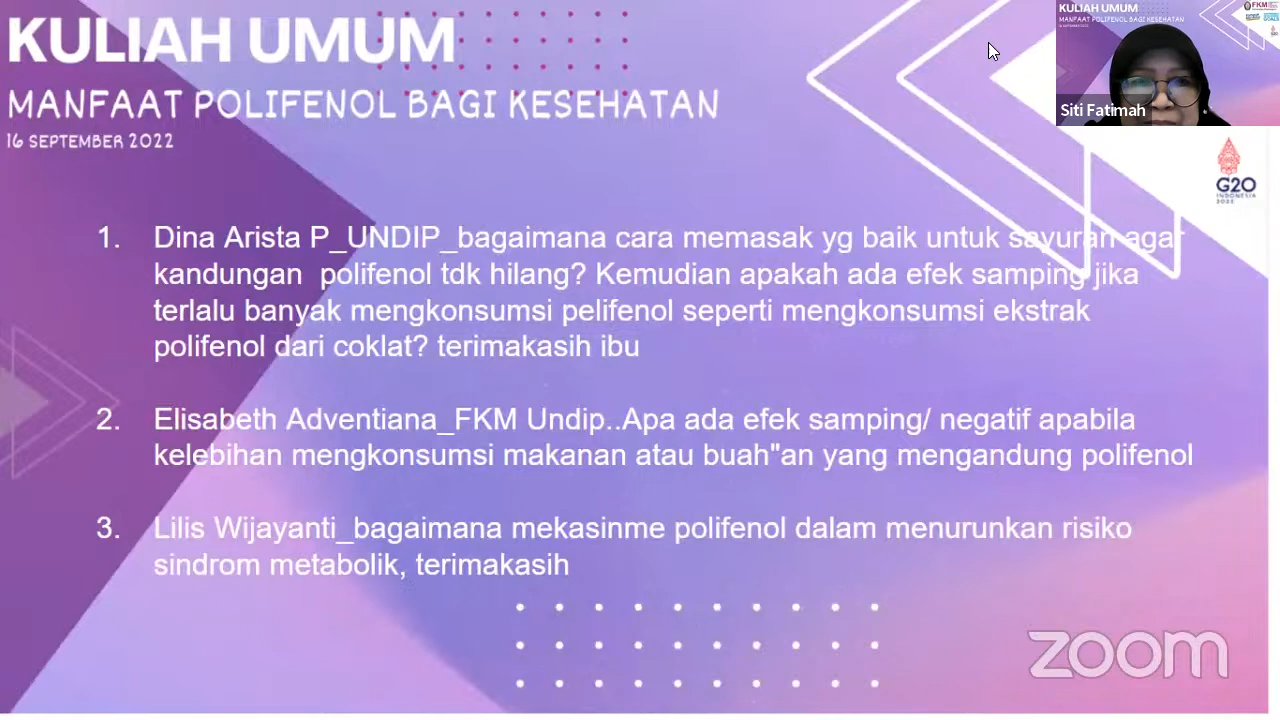 KULIAH UMUM
MANFAAT POLIFENOL BAGI KESEHATAN
16 SEPTEMBER 2022
KULIAH UMUM
MANFAAT POLIFENOL BAGI KESEHATAN
FKM
Siti Fatimah
G20
INDONESIA
2022
1. Dina Arista P_UNDIP_bagaimana cara memasak yg baik untuk sayuran agar
kandungan polifenol tdk hilang? Kemudian apakah ada efek samping jika
terlalu banyak mengkonsumsi pelifenol seperti mengkonsumsi ekstrak
polifenol dari coklat? terimakasih ibu
2. Elisabeth Adventiana_FKM Undip..Apa ada efek samping/ negatif apabila
kelebihan mengkonsumsi makanan atau buah"an yang mengandung polifenol
3. Lilis Wijayanti_bagaimana mekasinme polifenol dalam menurunkan risiko
sindrom metabolik, terimakasih
zoom